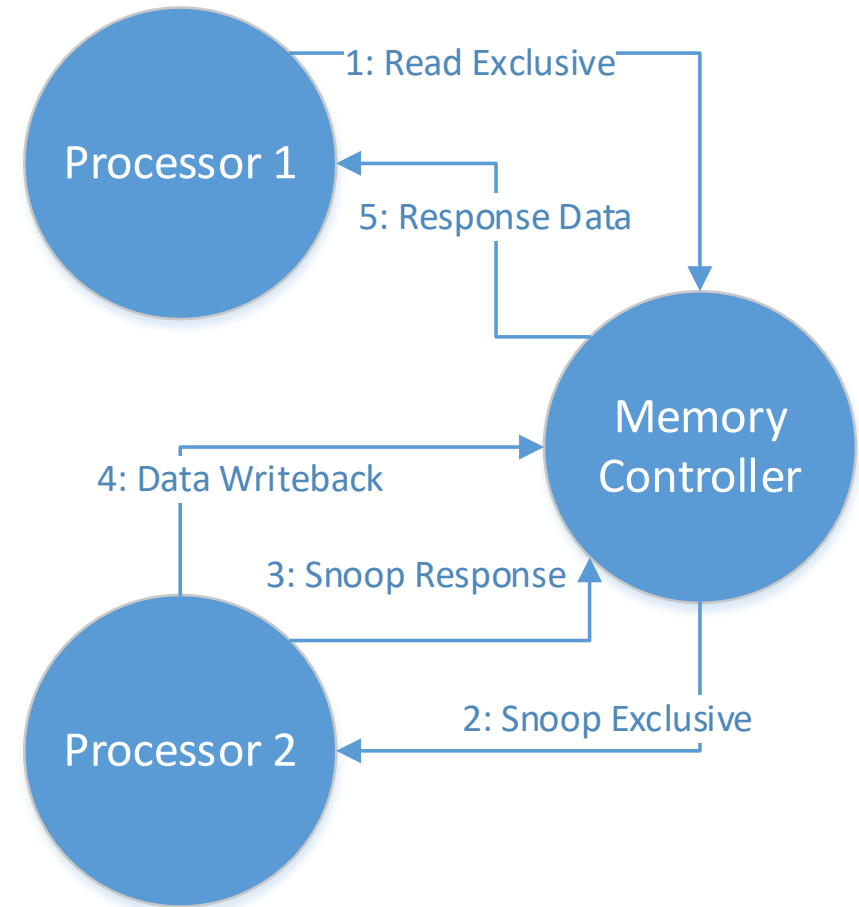 1: Read Exclusive
Processor 1
5: Response Data
Memory
Controller
4: Data Writeback
3: Snoop Response
2: Snoop Exclusive
Processor 2